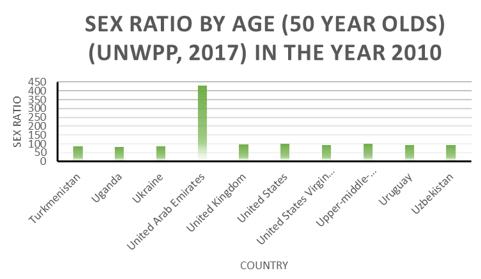 SEX RATIO BY AGE (50 YEAR OLDS)
(UNWPP, 2017) IN THE YEAR 2010
SEX RATIO
450
400
350
300
250
200
150
100
50
0
Turkmenistan
Uganda
Ukraine
United Arab Emirates
United Kingdom
United States
United States Virgin…
Upper-middle-…
Uruguay
Uzbekistan
COUNTRY